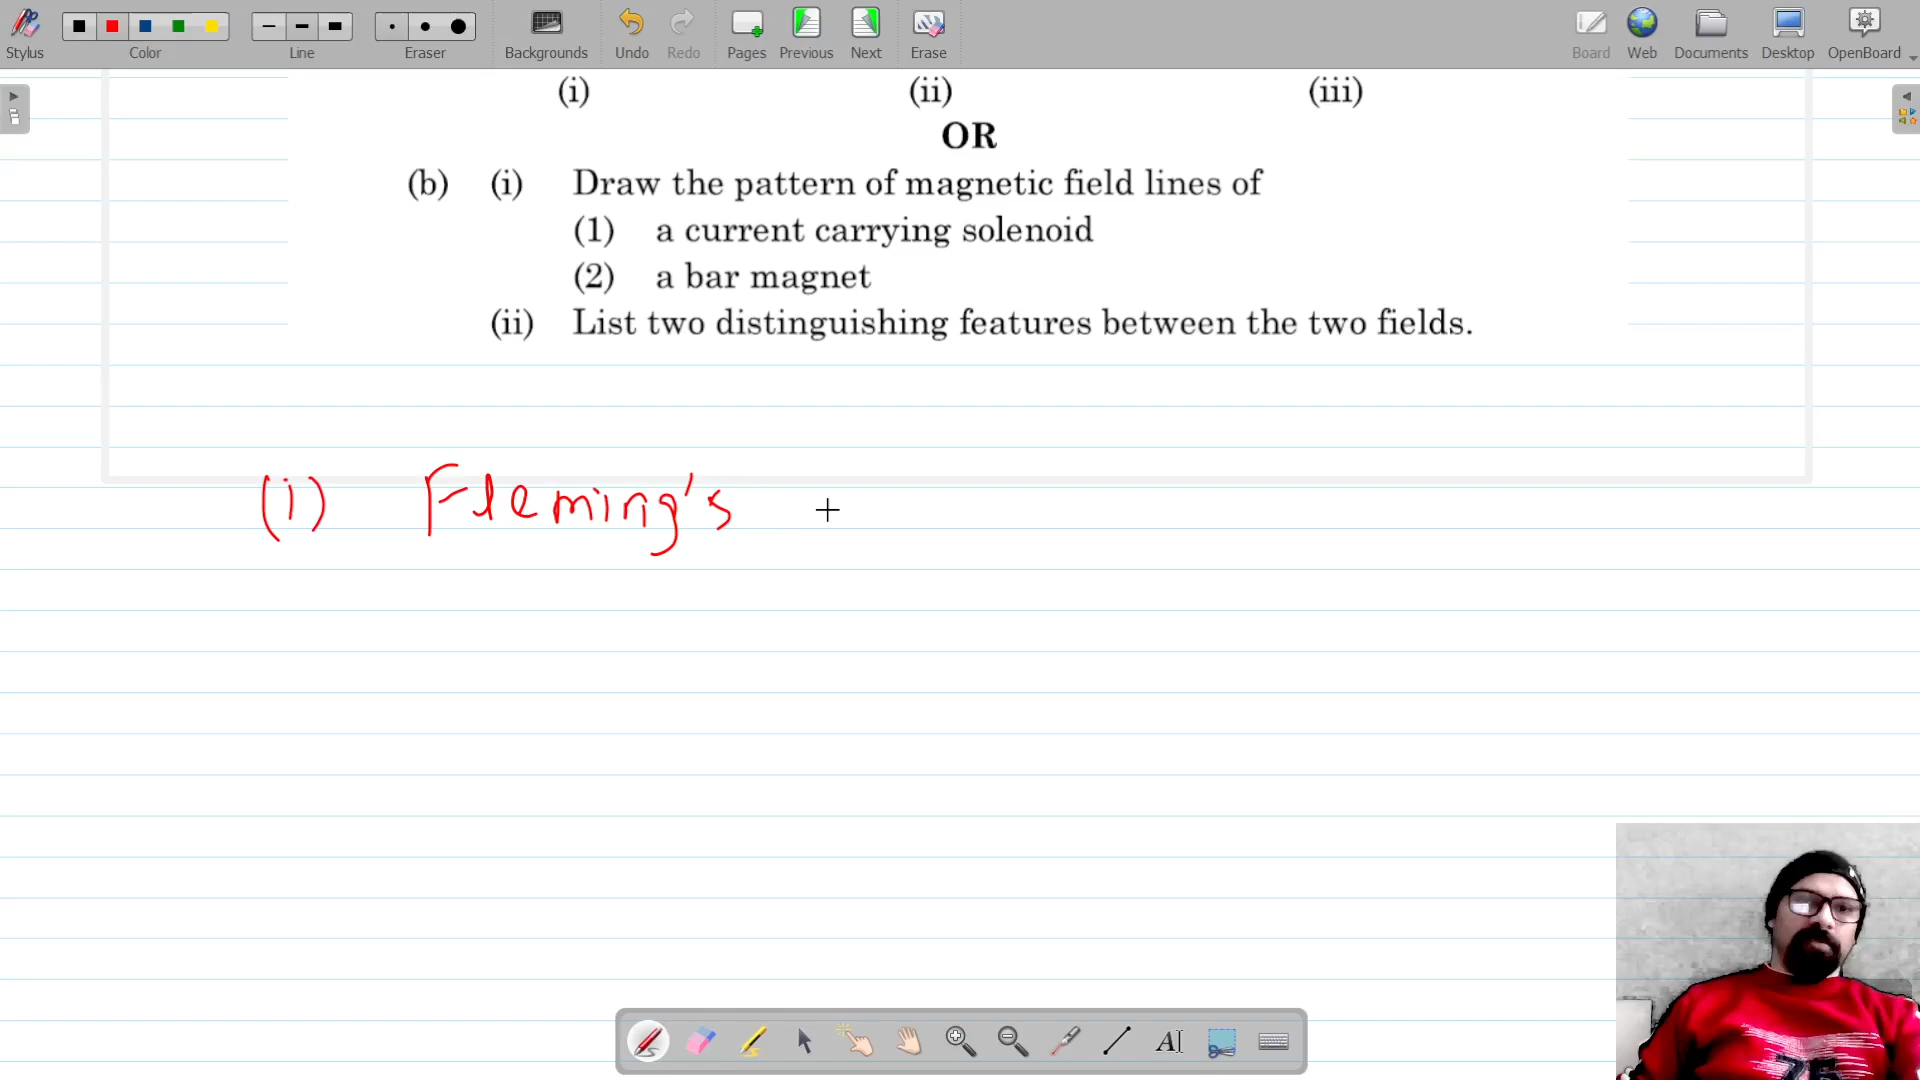 Stylus
Color
Line
Eraser
Backgrounds
Undo
Redo
Pages
Previous
Next
Erase
Board
Web
Documents
Desktop
OpenBoard
(i) (ii) (iii)
OR
(b) (i) Draw the pattern of magnetic field lines of
(1) a current carrying solenoid
(2) a bar magnet
(ii) List two distinguishing features between the two fields.
(i) Fleming's